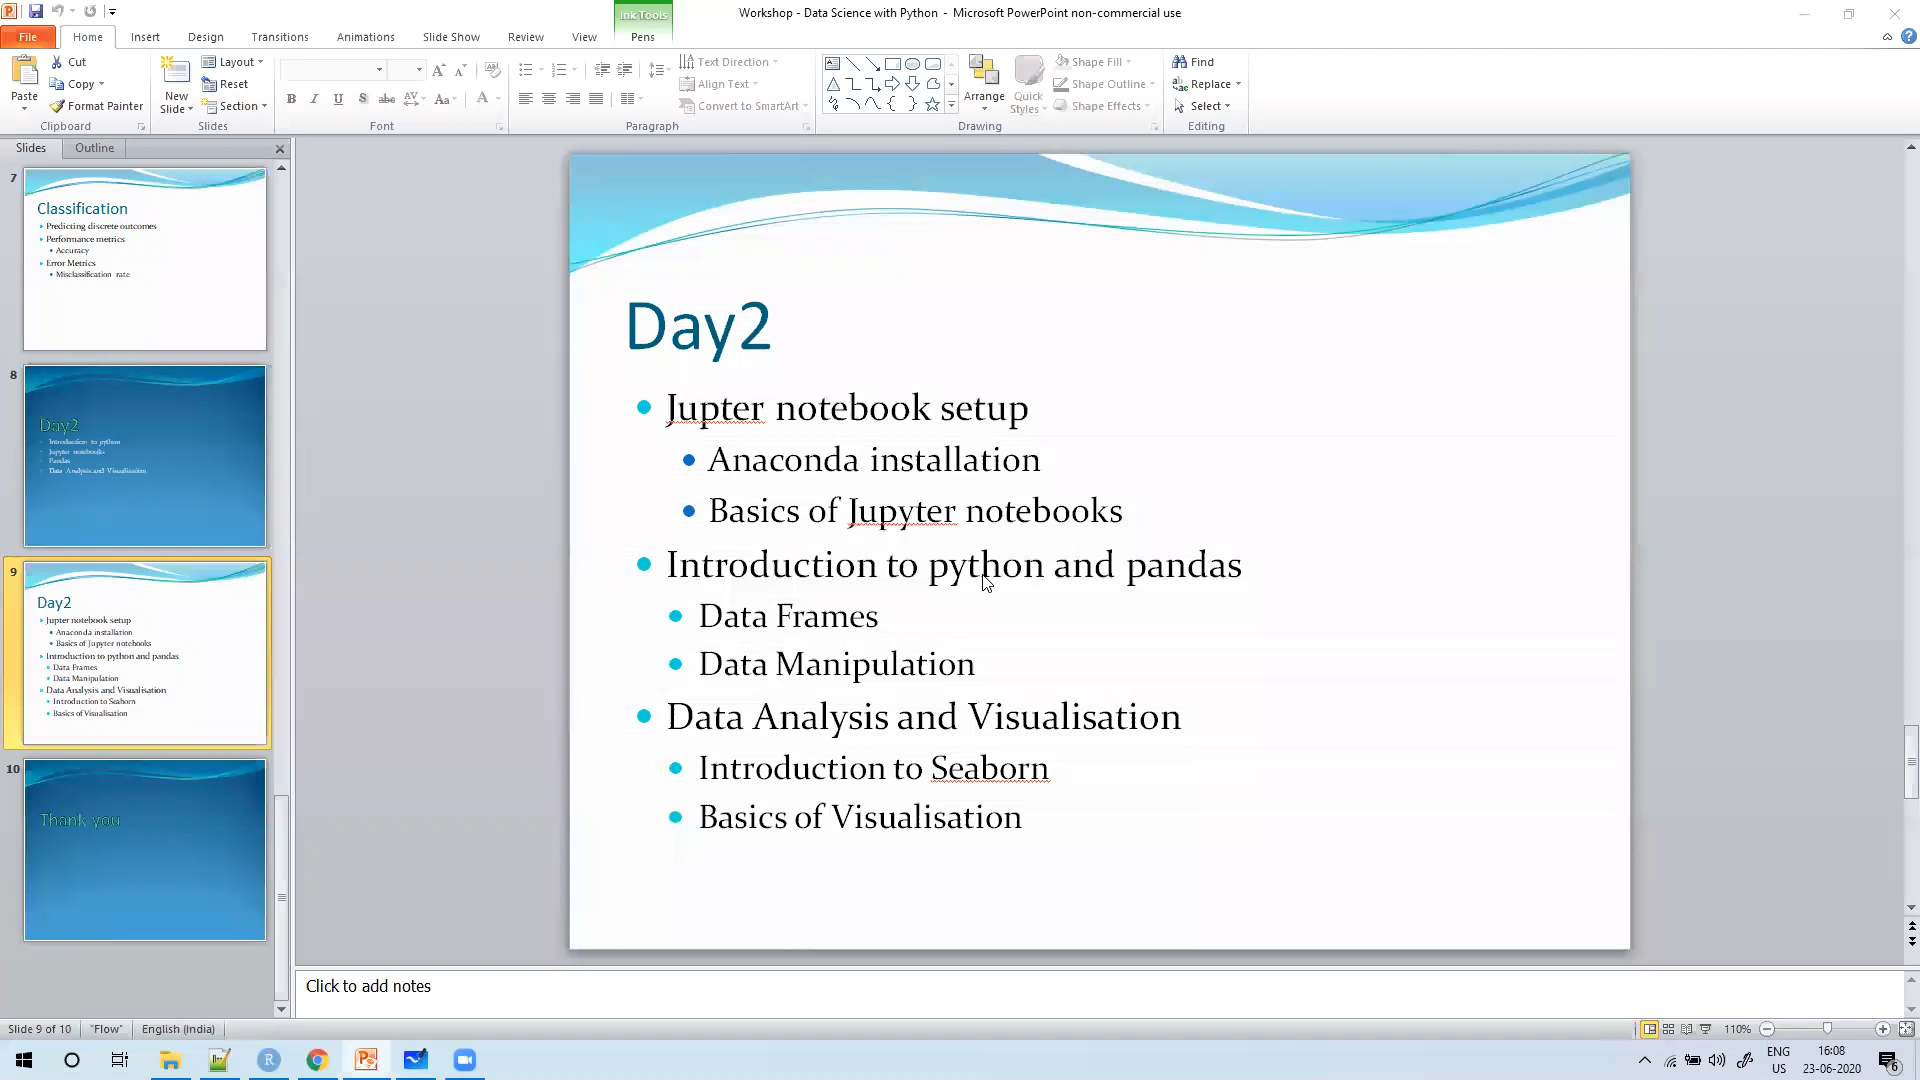 Ink Tools
Workshop - Data Science with Python - Microsoft PowerPoint non-commercial use
File Home Insert Design Transitions Animations Slide Show Review View Pens
Paste
Cut
Copy
Format Painter
Clipboard
New Slide
Layout
Reset
Section
Slides
Font
Text Direction
Align Text
Convert to SmartArt
Paragraph
Arrange
Quick Styles
Shape Fill
Shape Outline
Shape Effects
Drawing
Find
Replace
Select
Editing
Slides Outline
7
Classification
Predicting discrete outcomes
Performance metrics
Accuracy
Error Metrics
Misclassification rate
8
Day2
Introduction to python
Jupyter notebooks
Pandas
Data Analysis and Visualisation
9
Day2
Jupter notebook setup
Anaconda installation
Basics of Jupyter notebooks
Introduction to python and pandas
Data Frames
Data Manipulation
Data Analysis and Visualisation
Introduction to Seaborn
Basics of Visualisation
10
Thank you
Day2
Jupter notebook setup
Anaconda installation
Basics of Jupyter notebooks
Introduction to python and pandas
Data Frames
Data Manipulation
Data Analysis and Visualisation
Introduction to Seaborn
Basics of Visualisation
Click to add notes
Slide 9 of 10 "Flow" English (India) 110%
ENG
US
16:08
23-06-2020
6